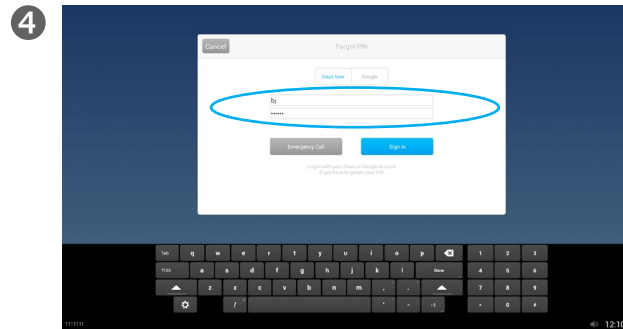 4
Cancel
Forgot PIN
Cisco User
Google
bj
••••••
Emergency Call
Sign in
Log in with your Cisco or Google account
if you have forgotten your PIN
Tab q w e r t y u i o p 1 2 3
?123 a s d f g h j k l Done 4 5 6
z x c v b n m , . 7 8 9
/ ' - :-) * 0 #
12:10